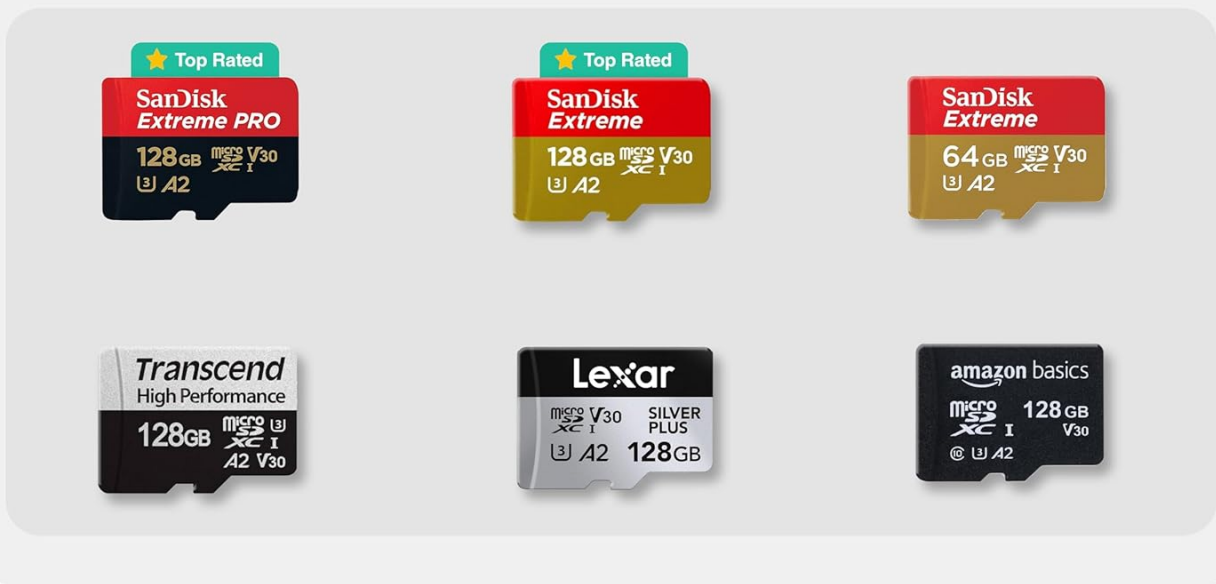 Top Rated
SanDisk
Extreme PRO
128GB micro SD XC I V30
U3 A2
Top Rated
SanDisk
Extreme
128GB micro SD XC I V30
U3 A2
SanDisk
Extreme
64GB micro SD XC I V30
U3 A2
Transcend
High Performance
128GB micro SD XC I U3
A2 V30
Lexar
micro SD XC I V30 SILVER PLUS
U3 A2 128GB
amazon basics
micro SD XC I 128GB
V30
10 U3 A2